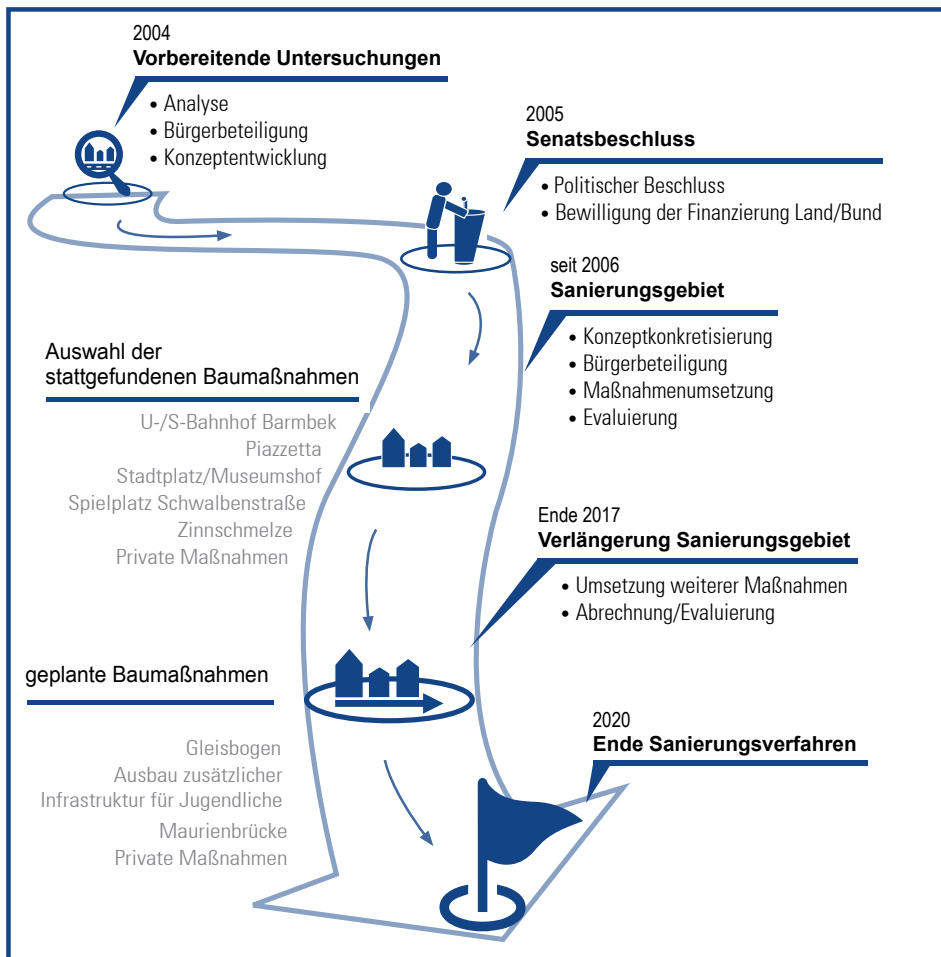 2004
Vorbereitende Untersuchungen
• Analyse
• Bürgerbeteiligung
• Konzeptentwicklung
2005
Senatsbeschluss
• Politischer Beschluss
• Bewilligung der Finanzierung Land/Bund
seit 2006
Sanierungsgebiet
• Konzeptkonkretisierung
• Bürgerbeteiligung
• Maßnahmenumsetzung
• Evaluierung
Auswahl der
stattgefundenen Baumaßnahmen
U-/S-Bahnhof Barmbek
Piazzetta
Stadtplatz/Museumshof
Spielplatz Schwalbenstraße
Zinnschmelze
Private Maßnahmen
Ende 2017
Verlängerung Sanierungsgebiet
• Umsetzung weiterer Maßnahmen
• Abrechnung/Evaluierung
geplante Baumaßnahmen
Gleisbogen
Ausbau zusätzlicher
Infrastruktur für Jugendliche
Maurienbrücke
Private Maßnahmen
2020
Ende Sanierungsverfahren